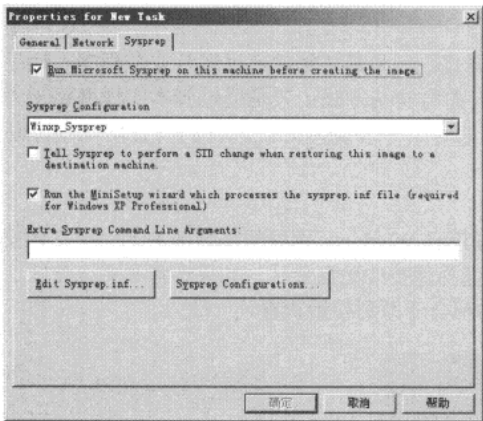 Properties for New Task
General
Network
Sysprep
Run Microsoft Sysprep on this machine before creating the image
Sysprep Configuration
Winxp_Sysprep
Tell Sysprep to perform a SID change when restoring this image to a
destination machine.
Run the MiniSetup wizard which processes the sysprep.inf file (required
for Windows XP Professional)
Extra Sysprep Command Line Arguments:
Edit Sysprep.inf...
Sysprep Configurations...
确定
取消
帮助